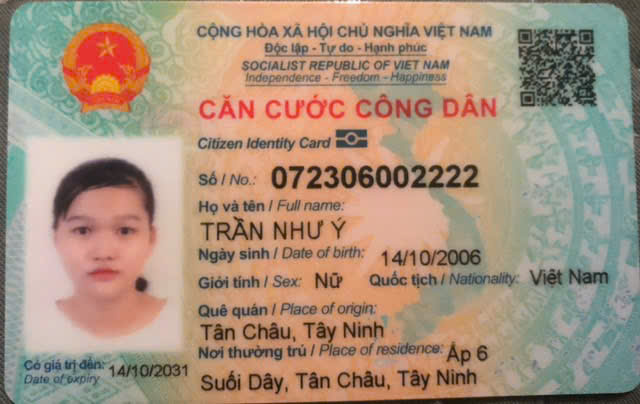 CỘNG HÒA XÃ HỘI CHỦ NGHĨA VIỆT NAM
Độc lập - Tự do - Hạnh phúc
SOCIALIST REPUBLIC OF VIET NAM
Independence - Freedom - Happiness
CĂN CƯỚC CÔNG DÂN
Citizen Identity Card
Số / No.: 072306002222
Họ và tên / Full name:
TRẦN NHƯ Ý
Ngày sinh / Date of birth: 14/10/2006
Giới tính / Sex: Nữ Quốc tịch / Nationality: Việt Nam
Quê quán / Place of origin:
Tân Châu, Tây Ninh
Nơi thường trú / Place of residence: Ấp 6
Suối Dây, Tân Châu, Tây Ninh
Có giá trị đến: 14/10/2031
Date of expiry